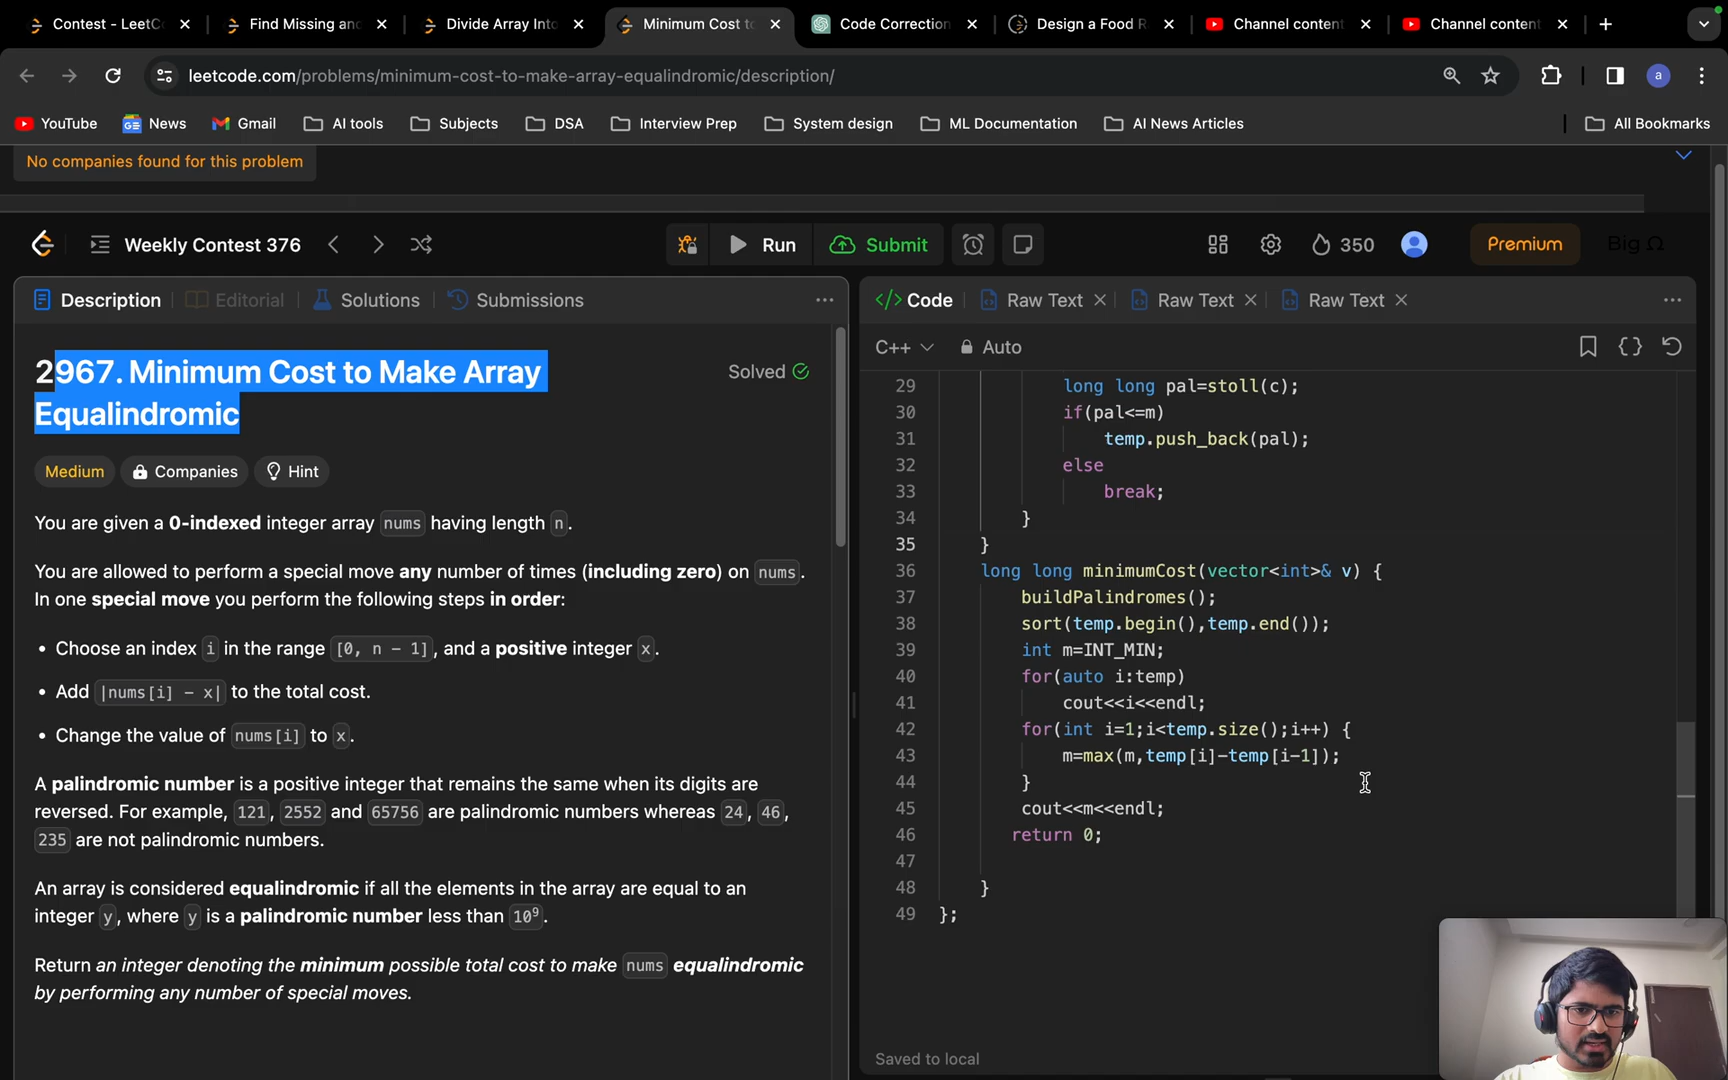 Contest - LeetC
Find Missing an
Divide Array Into
Minimum Cost to
Code Correction
Design a Food R
Channel content
Channel content
leetcode.com/problems/minimum-cost-to-make-array-equalindromic/description/
a
YouTube
News
Gmail
AI tools
Subjects
DSA
Interview Prep
System design
ML Documentation
AI News Articles
All Bookmarks
No companies found for this problem
Weekly Contest 376
Run
Submit
350
Premium
Big Ω
Description
Editorial
Solutions
Submissions
</> Code
Raw Text
Raw Text
Raw Text
2967. Minimum Cost to Make Array
Equalindromic
Solved
Medium
Companies
Hint
You are given a 0-indexed integer array nums having length n.
You are allowed to perform a special move any number of times (including zero) on nums.
In one special move you perform the following steps in order:
• Choose an index i in the range [0, n - 1], and a positive integer x.
• Add |nums[i] - x| to the total cost.
• Change the value of nums[i] to x.
A palindromic number is a positive integer that remains the same when its digits are
reversed. For example, 121, 2552 and 65756 are palindromic numbers whereas 24, 46,
235 are not palindromic numbers.
An array is considered equalindromic if all the elements in the array are equal to an
integer y, where y is a palindromic number less than 10⁹.
Return an integer denoting the minimum possible total cost to make nums equalindromic
by performing any number of special moves.
C++
Auto
29 long long pal=stoll(c);
30 if(pal<=m)
31 temp.push_back(pal);
32 else
33 break;
34 }
35 }
36 long long minimumCost(vector<int>& v) {
37 buildPalindromes();
38 sort(temp.begin(),temp.end());
39 int m=INT_MIN;
40 for(auto i:temp)
41 cout<<i<<endl;
42 for(int i=1;i<temp.size();i++) {
43 m=max(m,temp[i]-temp[i-1]);
44 }
45 cout<<m<<endl;
46 return 0;
47
48 }
49 };
Saved to local